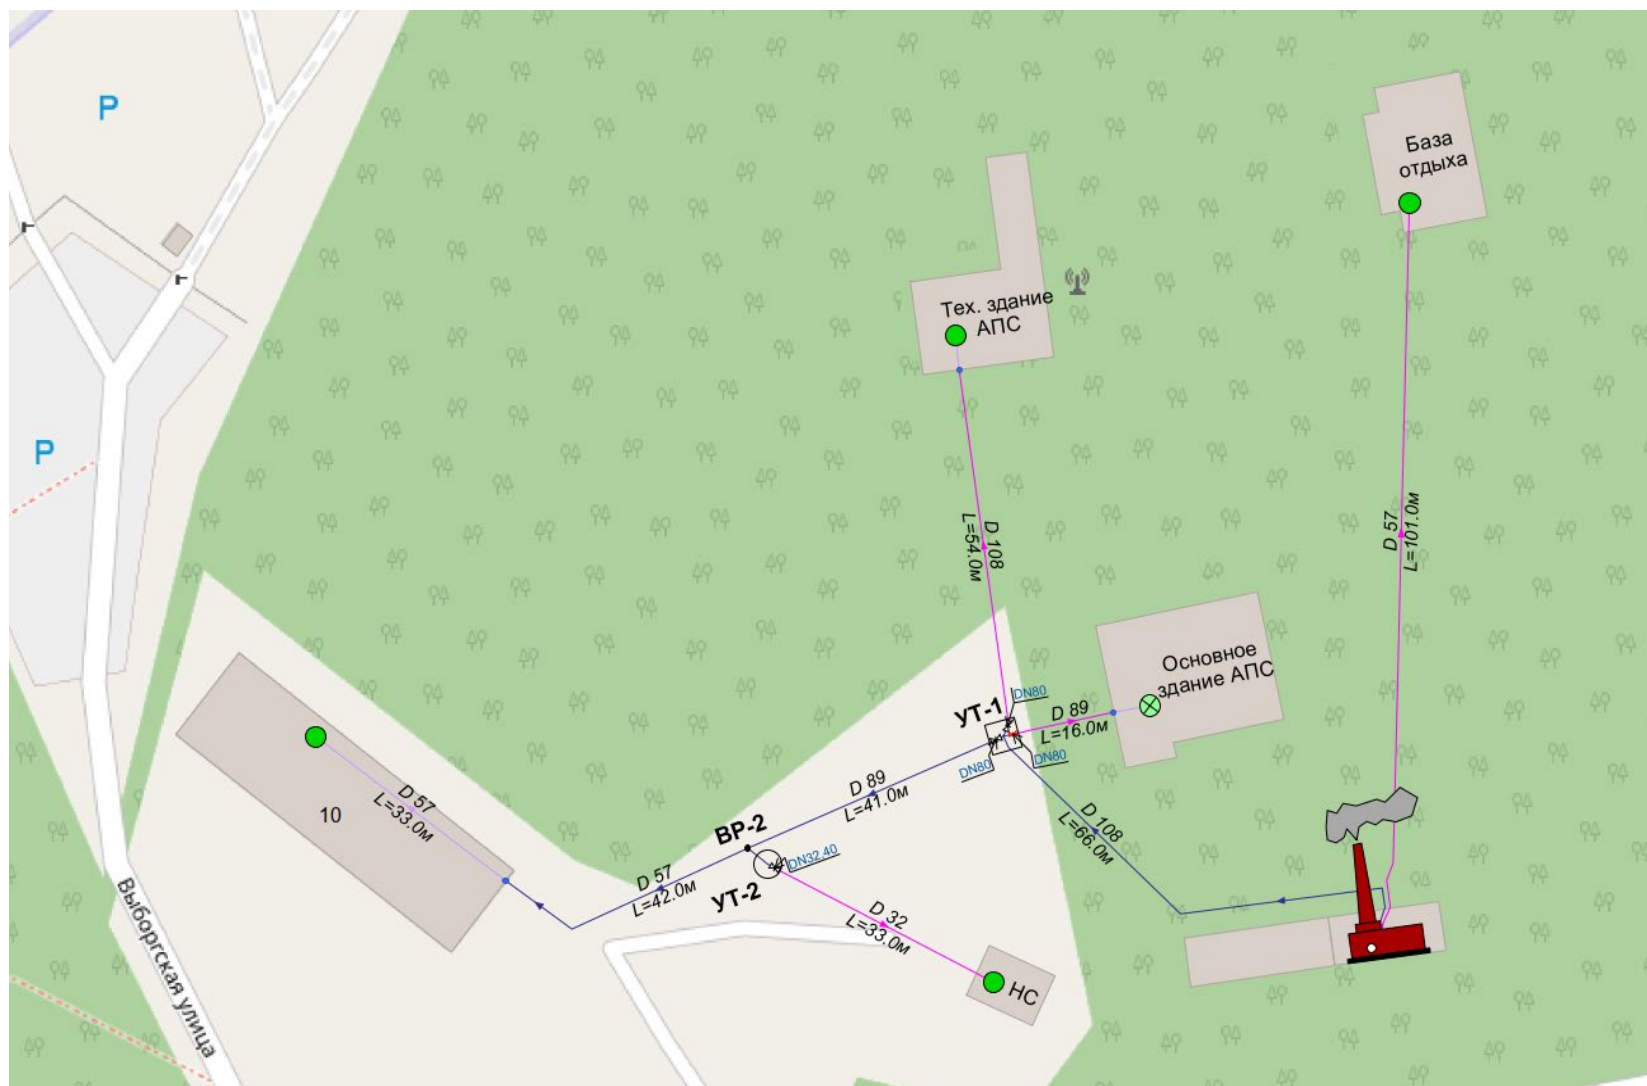 P
База
отдыха
Тех. здание
АПС
P
D 108
L=54.0м
D 57
L=101.0м
Основное
здание АПС
УТ-1
DN80
D 89
L=16.0м
DN80
DN80
D 89
L=41.0м
D 108
L=66.0м
D 57
L=33.0м
10
ВР-2
DN32,40
УТ-2
D 57
L=42.0м
D 32
L=33.0м
НС
Выборгская улица